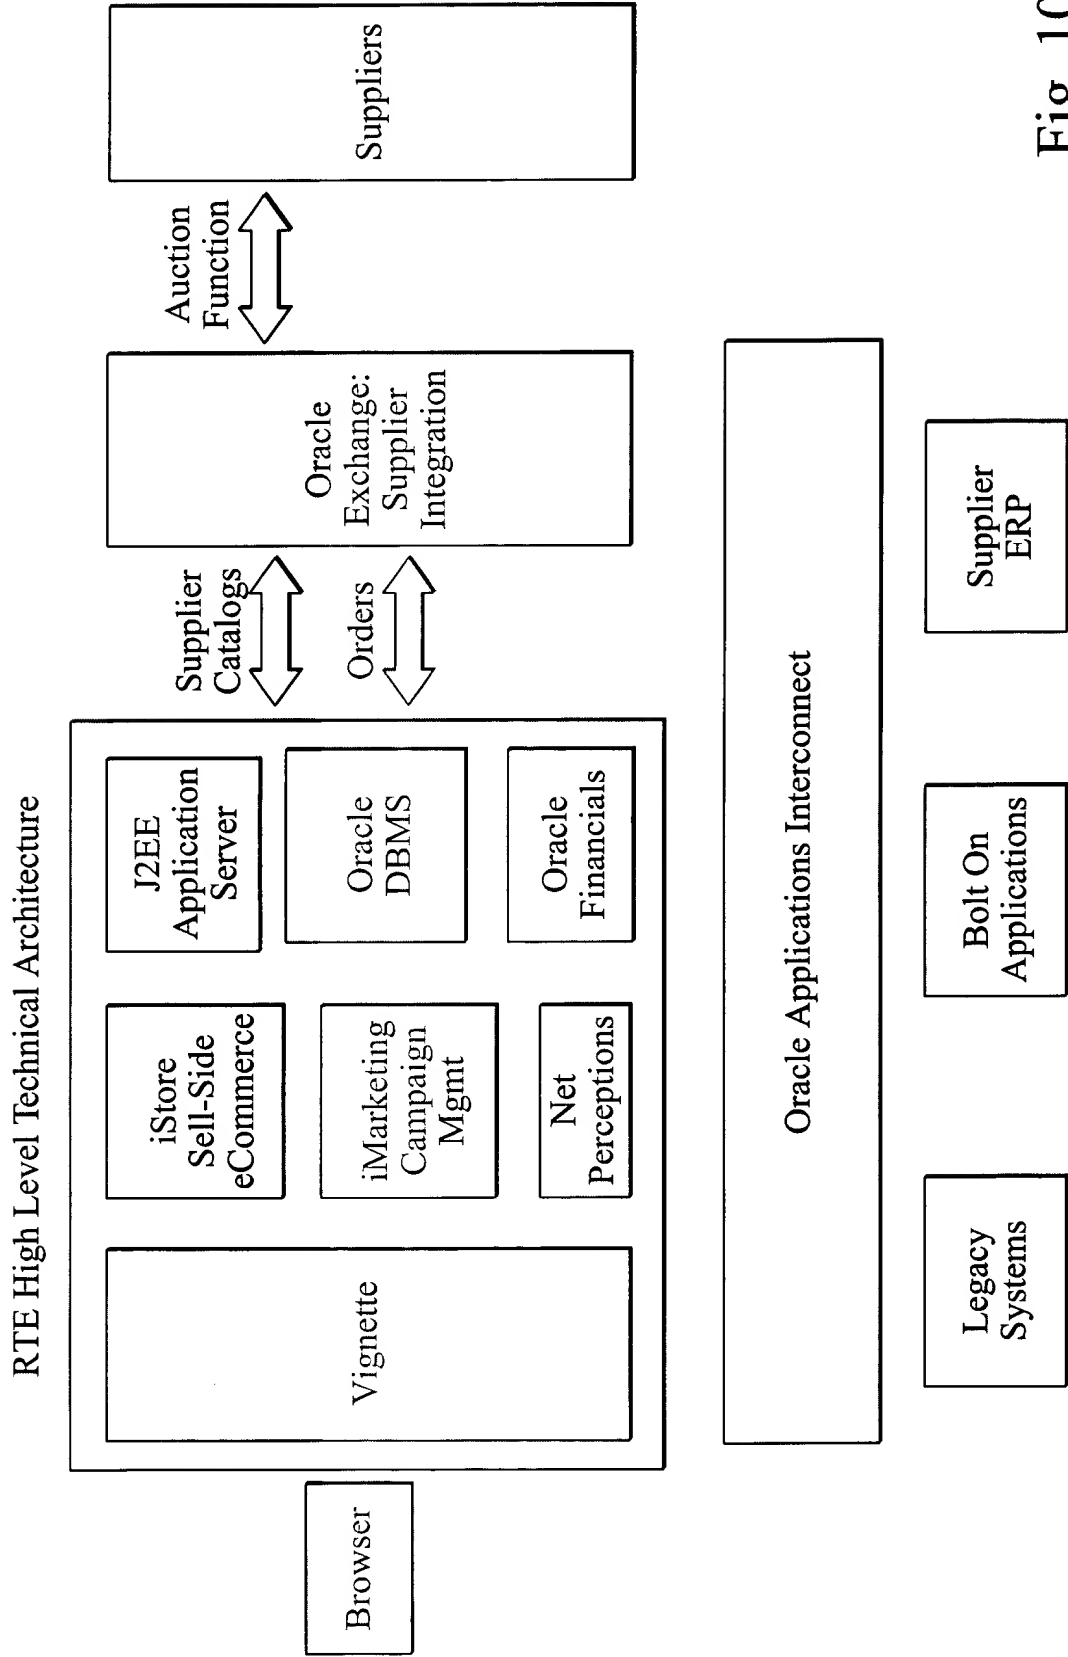 RTE High Level Technical Architecture
Browser
Vignette
iStore
Sell-Side
eCommerce
iMarketing
Campaign
Mgmt
Net
Perceptions
J2EE
Application
Server
Oracle
DBMS
Oracle
Financials
Supplier
Catalogs
Orders
Oracle
Exchange:
Supplier
Integration
Auction
Function
Suppliers
Oracle Applications Interconnect
Legacy
Systems
Bolt On
Applications
Supplier
ERP
Fig. 10